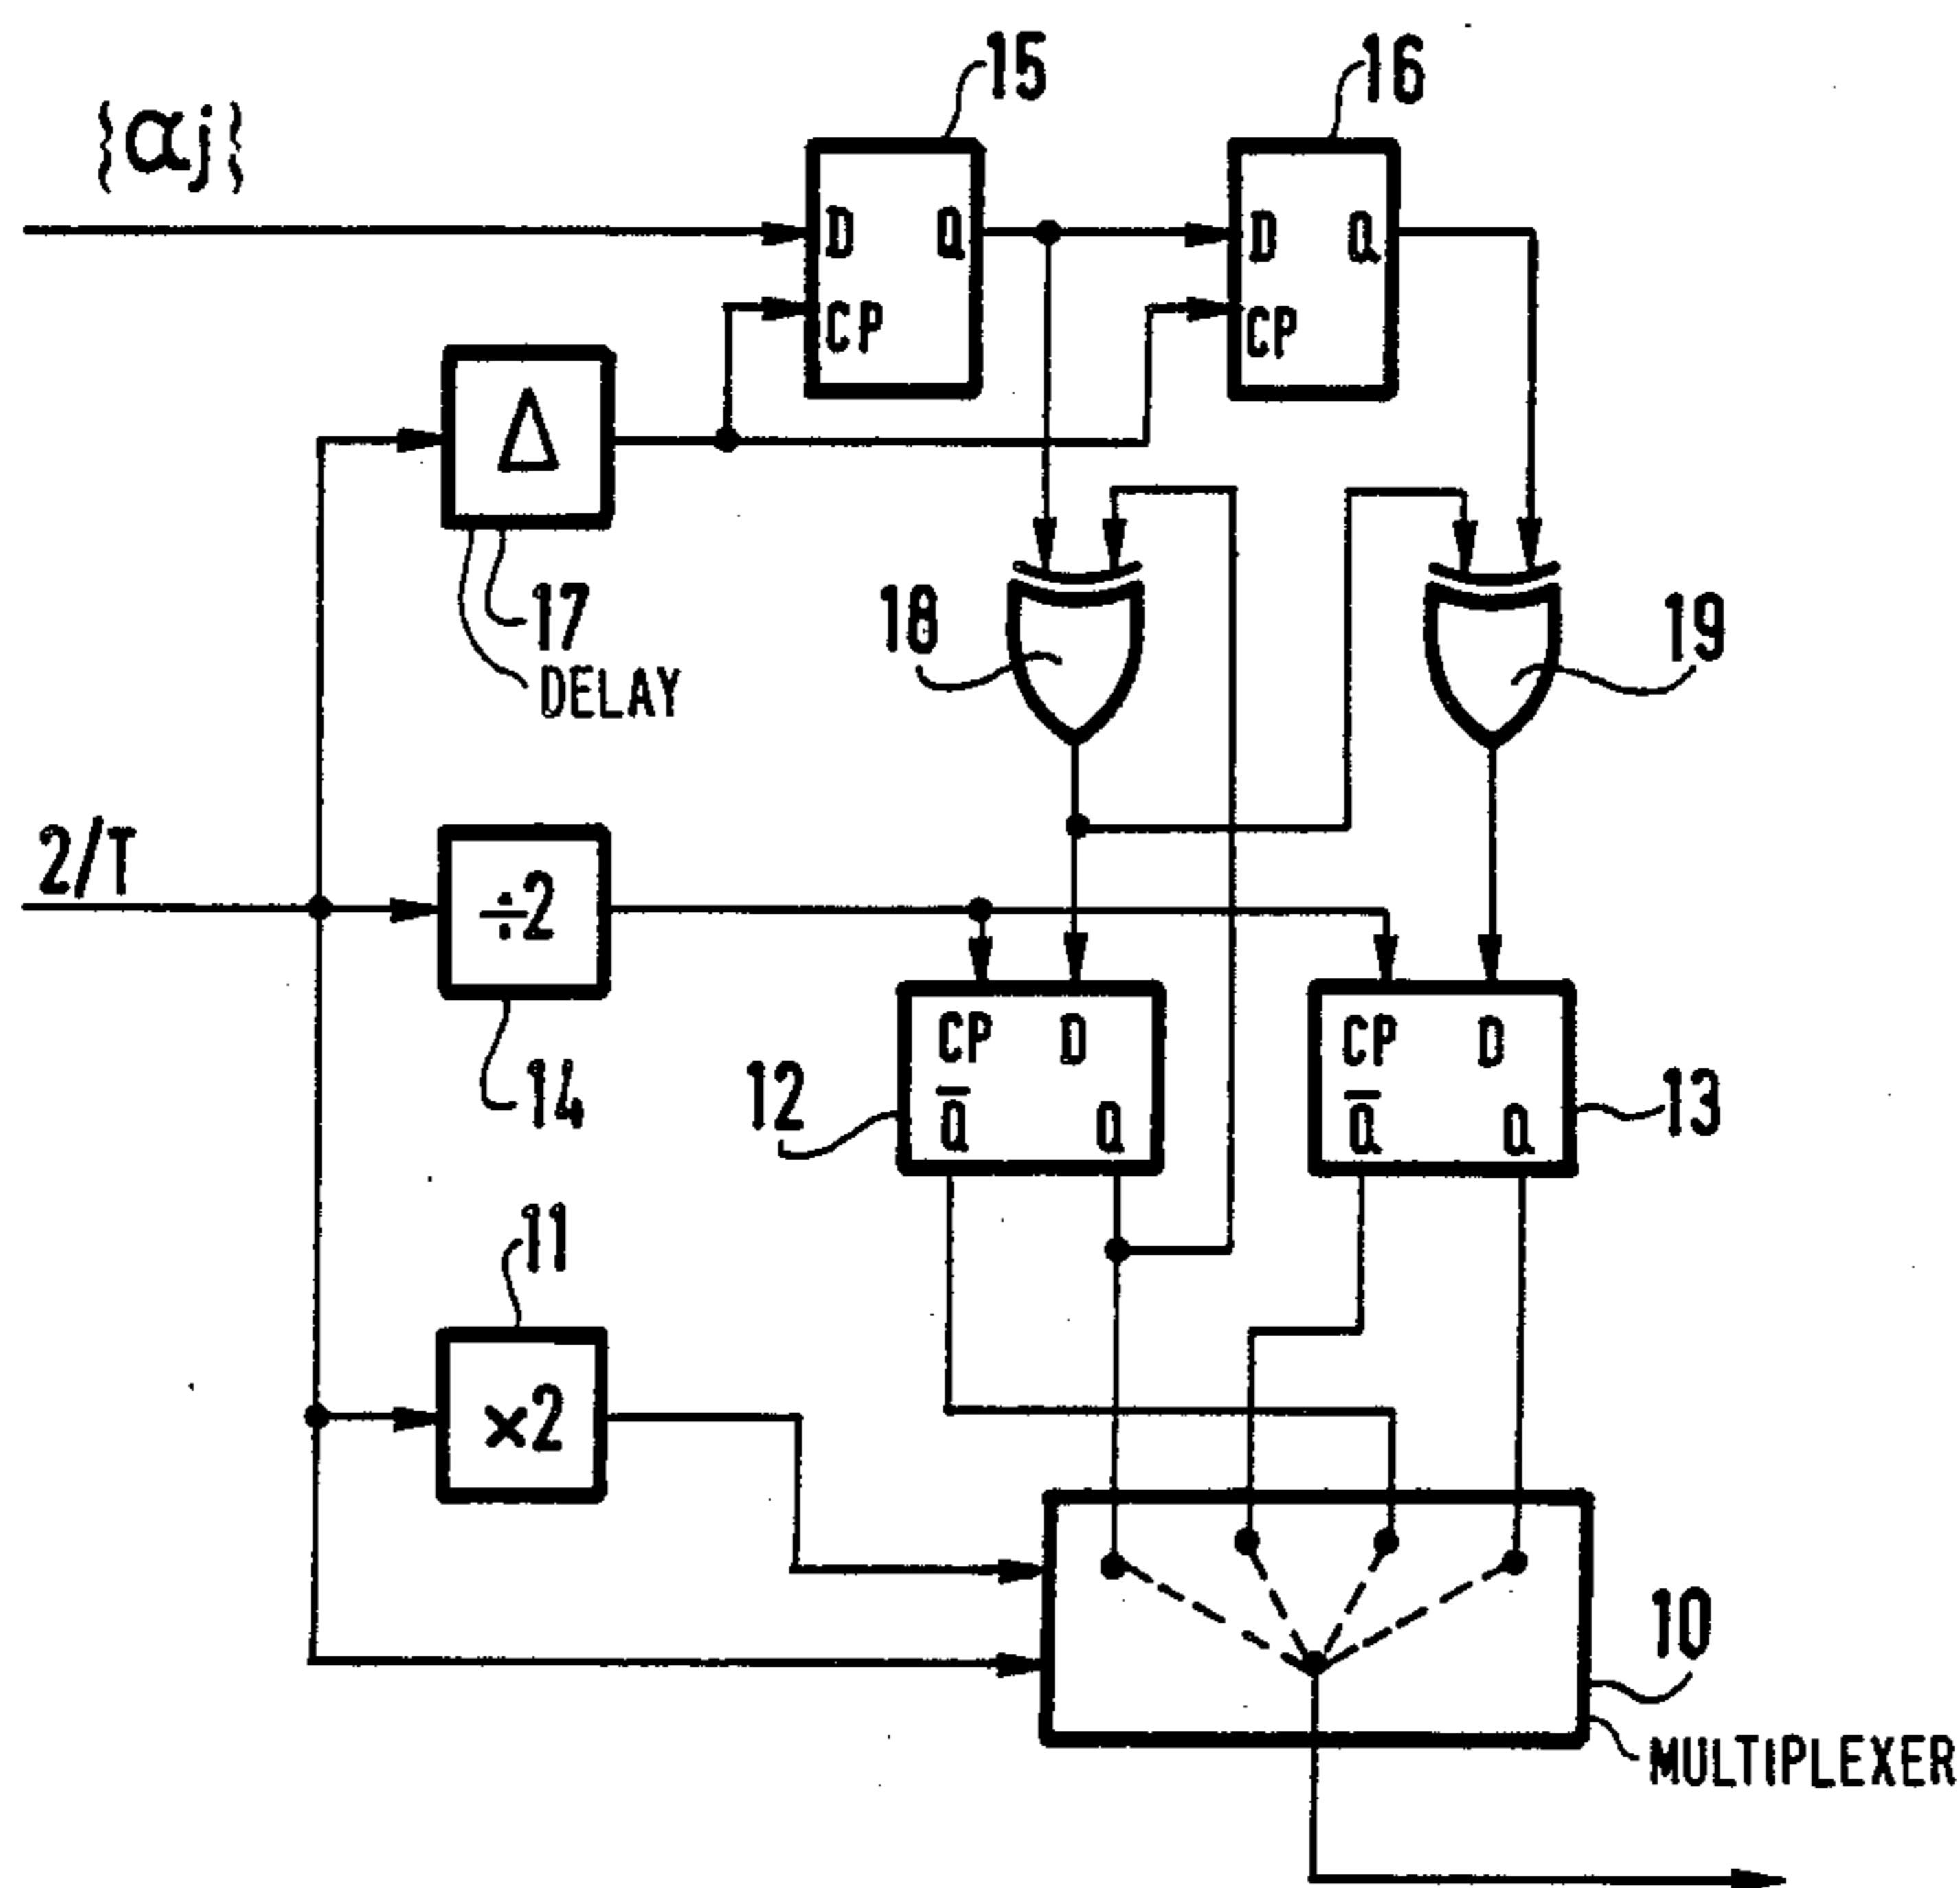 15
16
{αj}
D Q
D Q
CP
CP
Δ
17
DELAY
18
19
2/T
÷2
14
CP D
Q̅ Q
12
CP D
Q̅ Q
13
11
×2
10
MULTIPLEXER